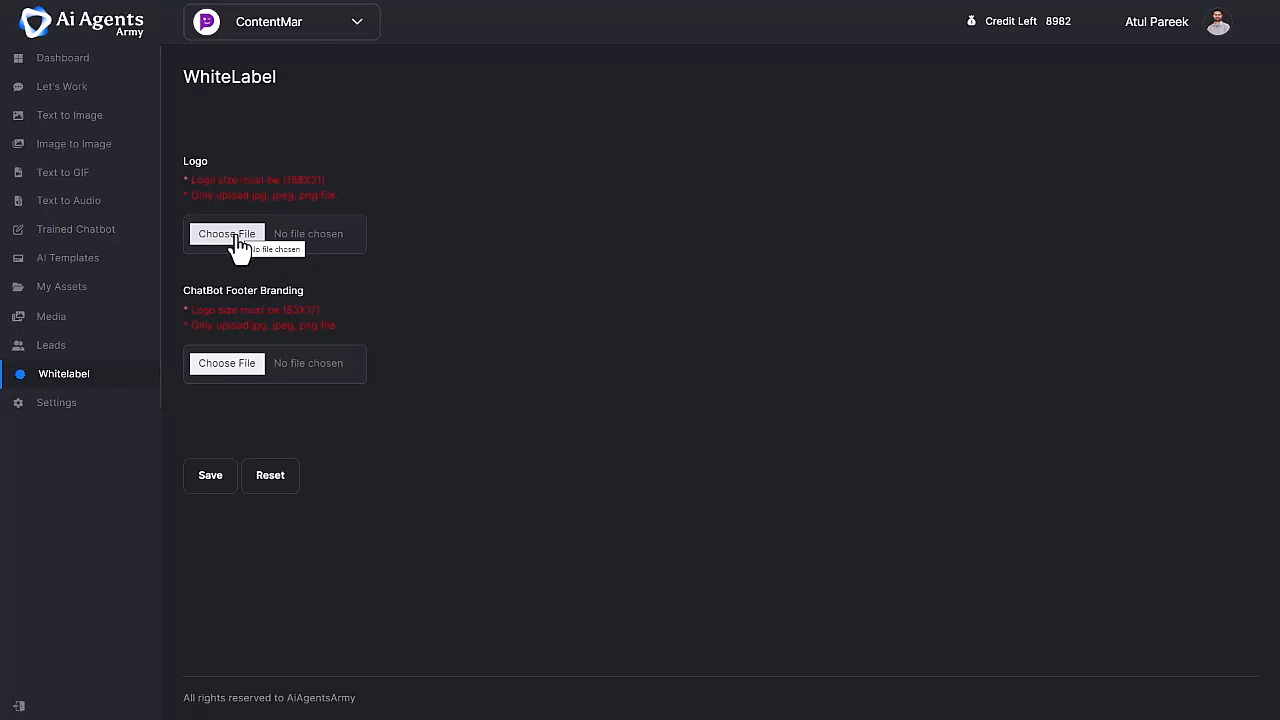 Ai Agents
Army
ContentMar
Credit Left 8982
Atul Pareek
Dashboard
Let's Work
Text to Image
Image to Image
Text to GIF
Text to Audio
Trained Chatbot
AI Templates
My Assets
Media
Leads
Whitelabel
Settings
WhiteLabel
Logo
* Logo size must be (188X31)
* Only upload jpg, jpeg, png file.
Choose File No file chosen
No file chosen
ChatBot Footer Branding
* Logo size must be (83X17)
* Only upload jpg, jpeg, png file
Choose File No file chosen
Save
Reset
All rights reserved to AiAgentsArmy